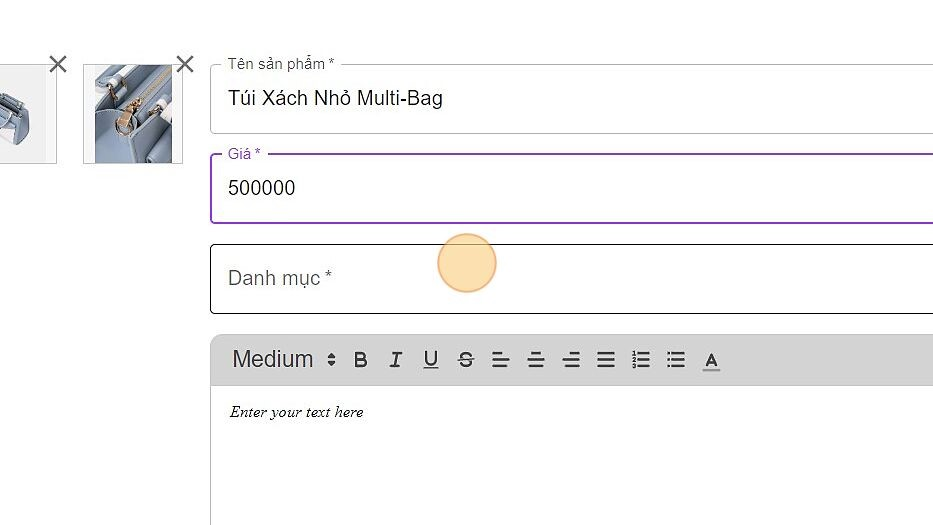 Tên sản phẩm *
Túi Xách Nhỏ Multi-Bag
Giá *
500000
Danh mục *
Medium B I U S A
Enter your text here